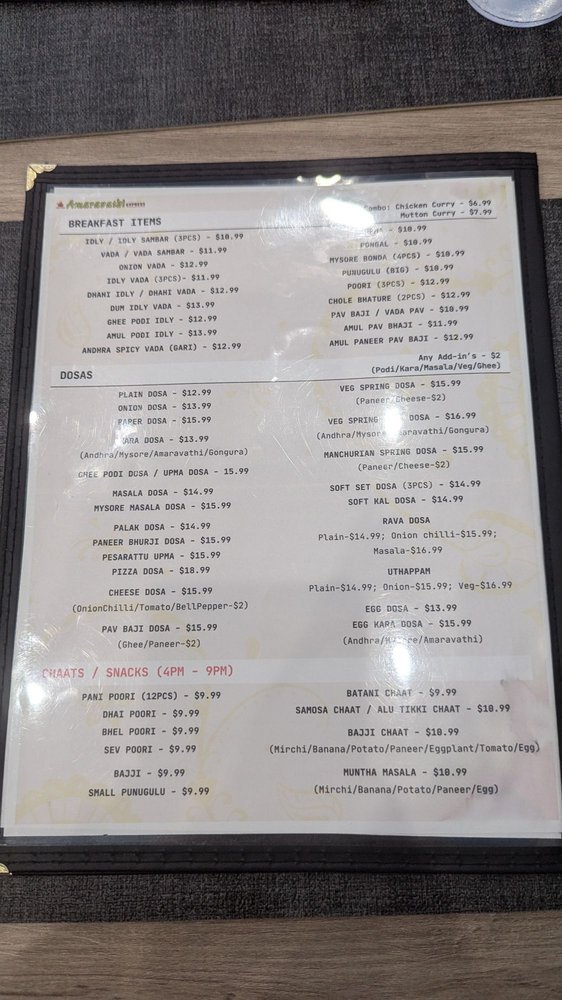 Amaravathi EXPRESS
Combo: Chicken Curry - $6.99
Mutton Curry - $7.99
BREAKFAST ITEMS
IDLY / IDLY SAMBAR (3PCS) - $10.99
VADA / VADA SAMBAR - $11.99
ONION VADA - $12.99
IDLY VADA (3PCS)- $11.99
DHAHI IDLY / DHAHI VADA - $12.99
DUM IDLY VADA - $13.99
GHEE PODI IDLY - $12.99
AMUL PODI IDLY - $13.99
ANDHRA SPICY VADA (GARI) - $12.99
- $10.99
PONGAL - $10.99
MYSORE BONDA (4PCS) - $10.99
PUNUGULU (BIG) - $10.99
POORI (3PCS) - $12.99
CHOLE BHATURE (2PCS) - $12.99
PAV BAJI / VADA PAV - $10.99
AMUL PAV BHAJI - $11.99
AMUL PANEER PAV BAJI - $12.99
DOSAS
Any Add-in's - $2
(Podi/Kara/Masala/Veg/Ghee)
PLAIN DOSA - $12.99
ONION DOSA - $13.99
PAPER DOSA - $15.99
KARA DOSA - $13.99
(Andhra/Mysore/Amaravathi/Gongura)
GHEE PODI DOSA / UPMA DOSA - 15.99
MASALA DOSA - $14.99
MYSORE MASALA DOSA - $15.99
PALAK DOSA - $14.99
PANEER BHURJI DOSA - $15.99
PESARATTU UPMA - $15.99
PIZZA DOSA - $18.99
CHEESE DOSA - $15.99
(OnionChilli/Tomato/BellPepper-$2)
PAV BAJI DOSA - $15.99
(Ghee/Paneer-$2)
VEG SPRING DOSA - $15.99
(Paneer/Cheese-$2)
VEG SPRING DOSA - $16.99
(Andhra/Mysore/Amaravathi/Gongura)
MANCHURIAN SPRING DOSA - $15.99
(Paneer/Cheese-$2)
SOFT SET DOSA (3PCS) - $14.99
SOFT KAL DOSA - $14.99
RAVA DOSA
Plain-$14.99; Onion chilli-$15.99;
Masala-$16.99
UTHAPPAM
Plain-$14.99; Onion-$15.99; Veg-$16.99
EGG DOSA - $13.99
EGG KARA DOSA - $15.99
(Andhra/Mysore/Amaravathi)
CHAATS / SNACKS (4PM - 9PM)
PANI POORI (12PCS) - $9.99
DHAI POORI - $9.99
BHEL POORI - $9.99
SEV POORI - $9.99
BAJJI - $9.99
SMALL PUNUGULU - $9.99
BATANI CHAAT - $9.99
SAMOSA CHAAT / ALU TIKKI CHAAT - $10.99
BAJJI CHAAT - $10.99
(Mirchi/Banana/Potato/Paneer/Eggplant/Tomato/Egg)
MUNTHA MASALA - $10.99
(Mirchi/Banana/Potato/Paneer/Egg)